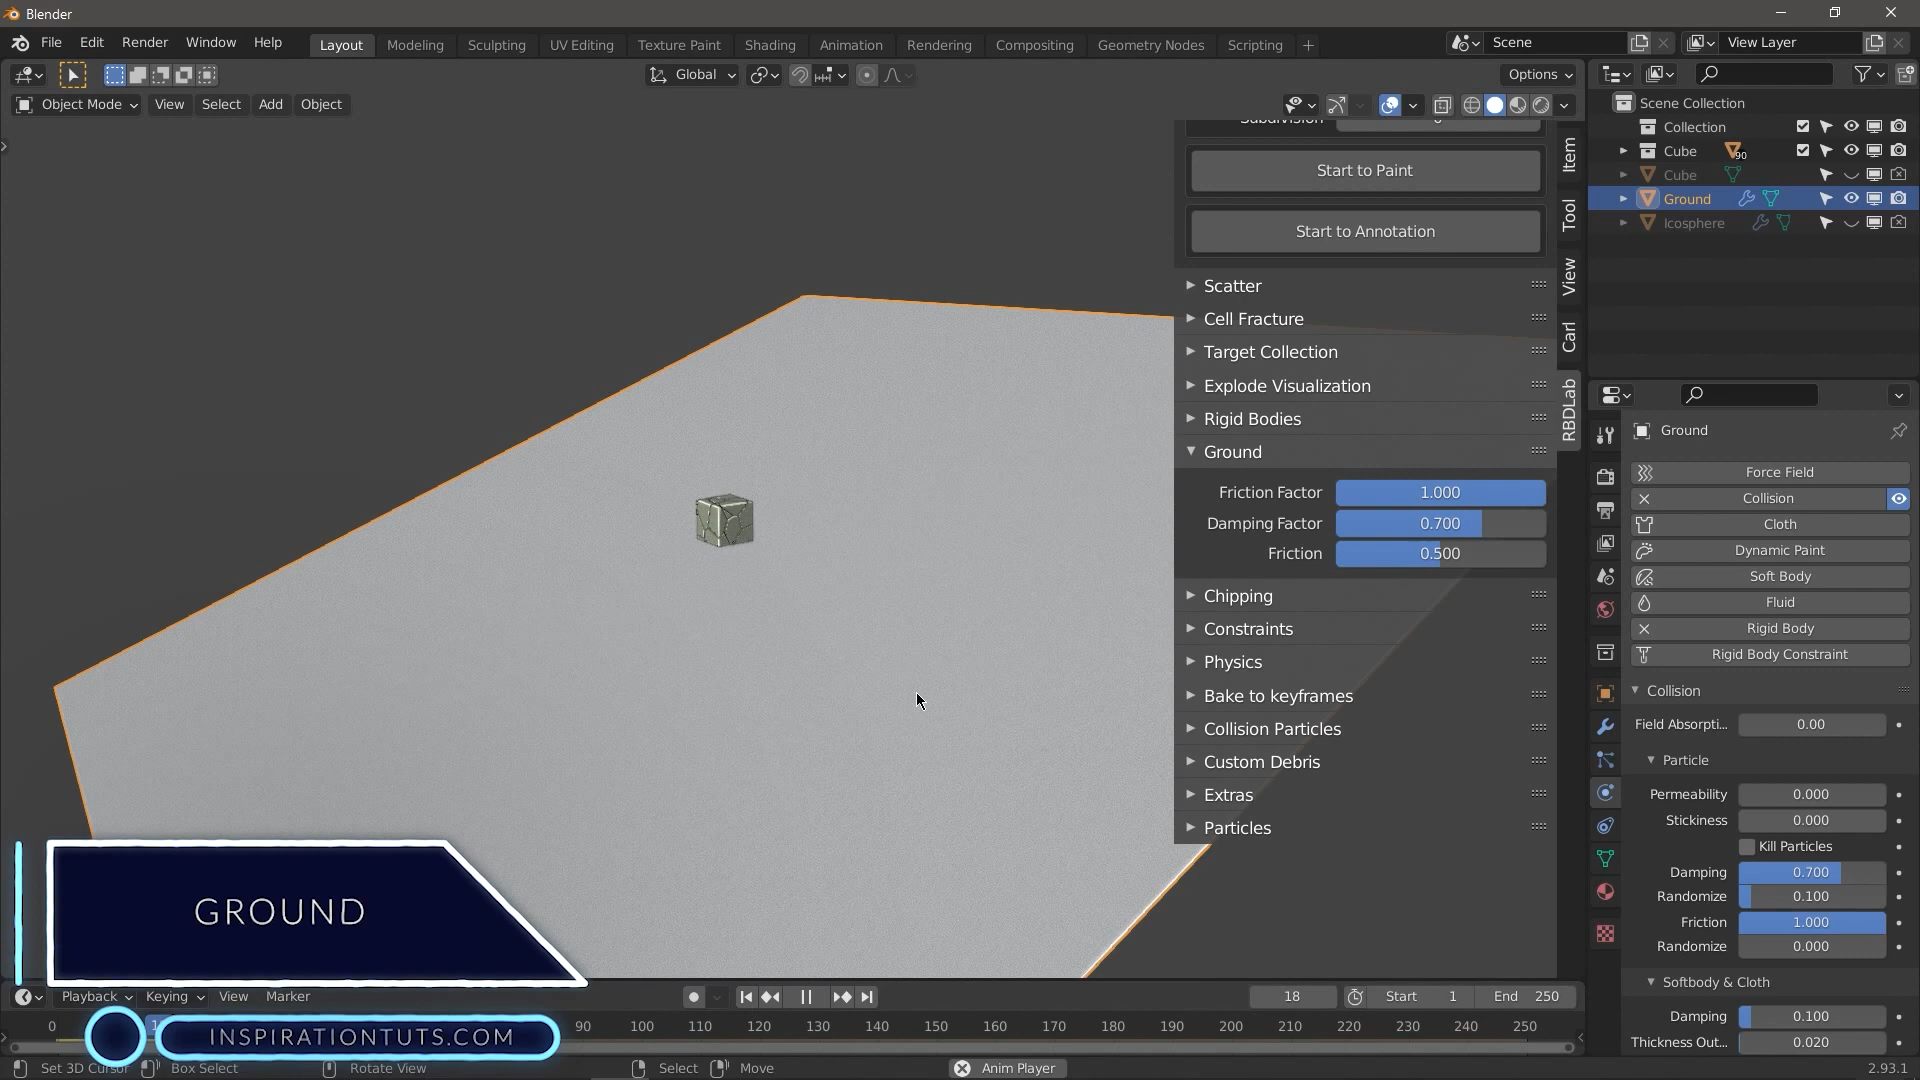 Blender
File Edit Render Window Help
Layout Modeling Sculpting UV Editing Texture Paint Shading Animation Rendering Compositing Geometry Nodes Scripting +
Scene View Layer
Global Options
Object Mode View Select Add Object
Start to Paint
Start to Annotation
Scatter
Cell Fracture
Target Collection
Explode Visualization
Rigid Bodies
Ground
Friction Factor 1.000
Damping Factor 0.700
Friction 0.500
Chipping
Constraints
Physics
Bake to keyframes
Collision Particles
Custom Debris
Extras
Particles
Item
Tool
View
Carl
RBDLab
Scene Collection
Collection
Cube 90
Cube
Ground
Icosphere
Ground
Force Field
Collision
Cloth
Dynamic Paint
Soft Body
Fluid
Rigid Body
Rigid Body Constraint
Collision
Field Absorpti... 0.00
Particle
Permeability 0.000
Stickiness 0.000
Kill Particles
Damping 0.700
Randomize 0.100
Friction 1.000
Randomize 0.000
Softbody & Cloth
Damping 0.100
Thickness Out... 0.020
GROUND
Playback Keying View Marker 18 Start 1 End 250
0 90 100 110 120 130 140 150 160 170 180 190 200 210 220 230 240 250
INSPIRATIONTUTS.COM
Set 3D Cursor Box Select Rotate View Select Move Anim Player 2.93.1